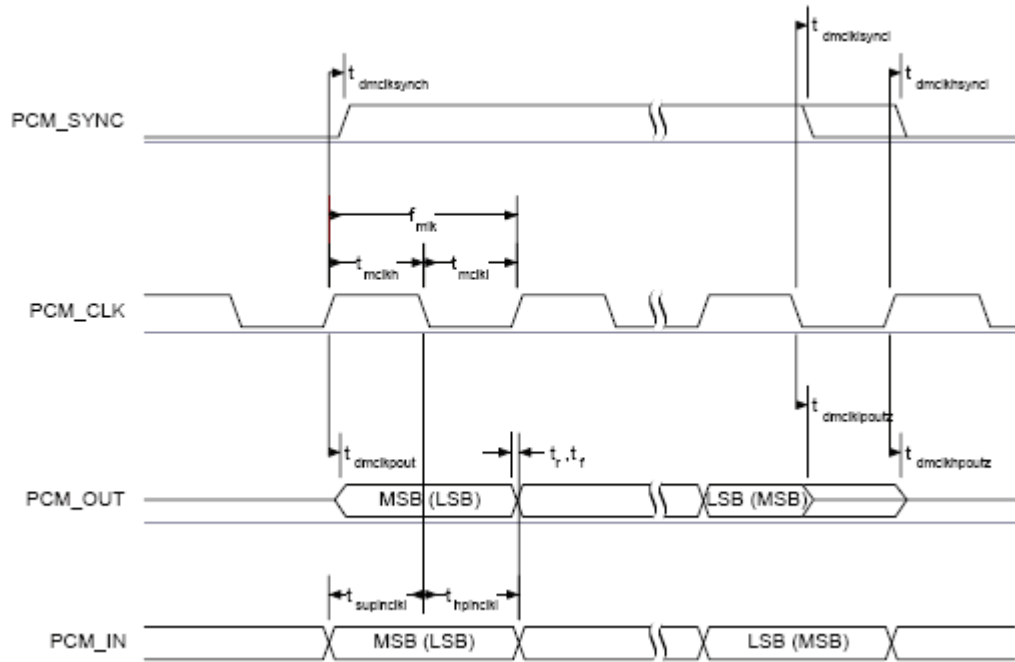 t dmclklsyncl
t dmclksynch
t dmclkhsyncl
PCM_SYNC
f mlk
t mclkh
t mclkl
PCM_CLK
t dmclklpoutz
t dmclkpout
t r ,t f
t dmclkhpoutz
PCM_OUT
MSB (LSB)
LSB (MSB)
t supinclkl
t hpinclkl
PCM_IN
MSB (LSB)
LSB (MSB)